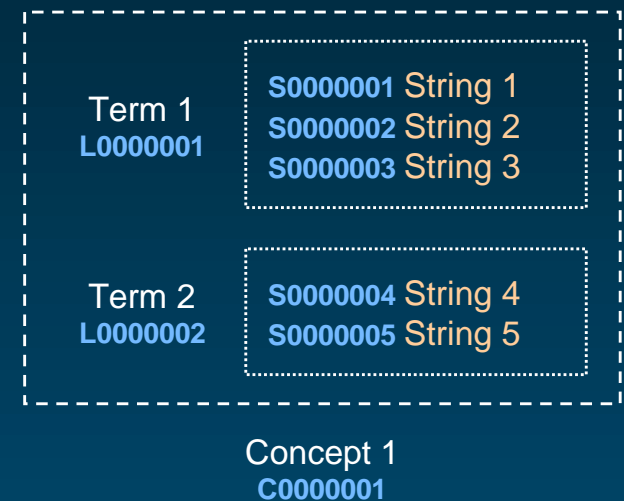 Term 1
L0000001
S0000001 String 1
S0000002 String 2
S0000003 String 3
Term 2
L0000002
S0000004 String 4
S0000005 String 5
Concept 1
C0000001